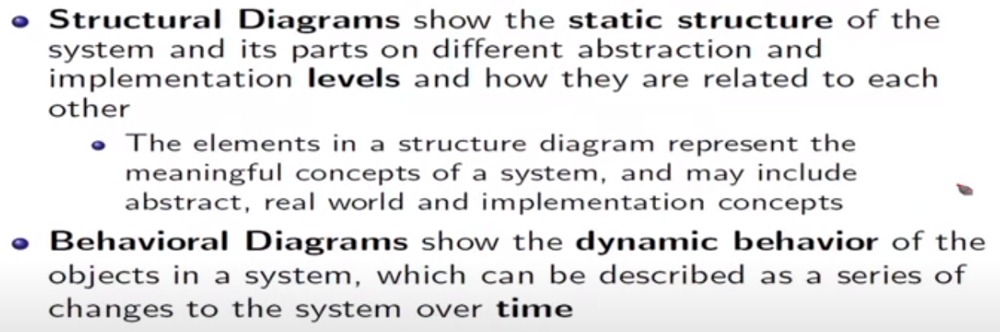 Structural Diagrams show the static structure of the
system and its parts on different abstraction and
implementation levels and how they are related to each
other
The elements in a structure diagram represent the
meaningful concepts of a system, and may include
abstract, real world and implementation concepts
Behavioral Diagrams show the dynamic behavior of the
objects in a system, which can be described as a series of
changes to the system over time